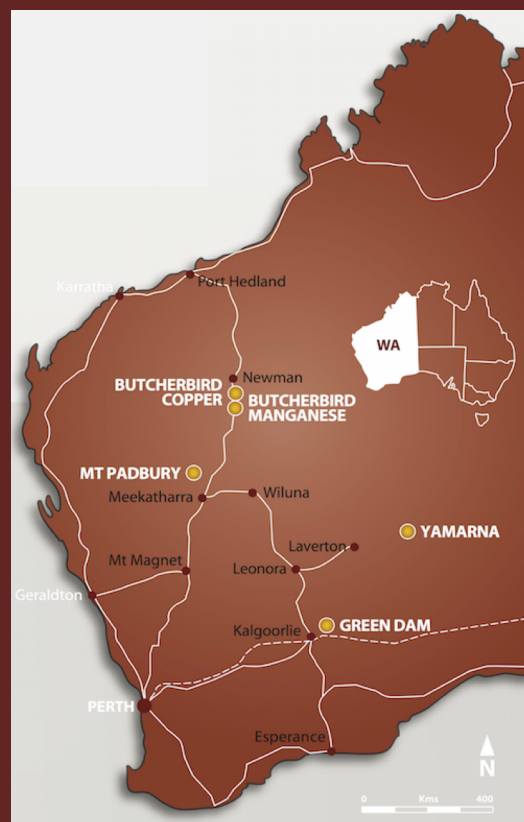 Karratha
Port Hedland
WA
Newman
BUTCHERBIRD
COPPER
BUTCHERBIRD
MANGANESE
MT PADBURY
Meekatharra
Wiluna
Laverton
YAMARNA
Mt Magnet
Leonora
Geraldton
GREEN DAM
Kalgoorlie
PERTH
Esperance
N
0 Kms 400